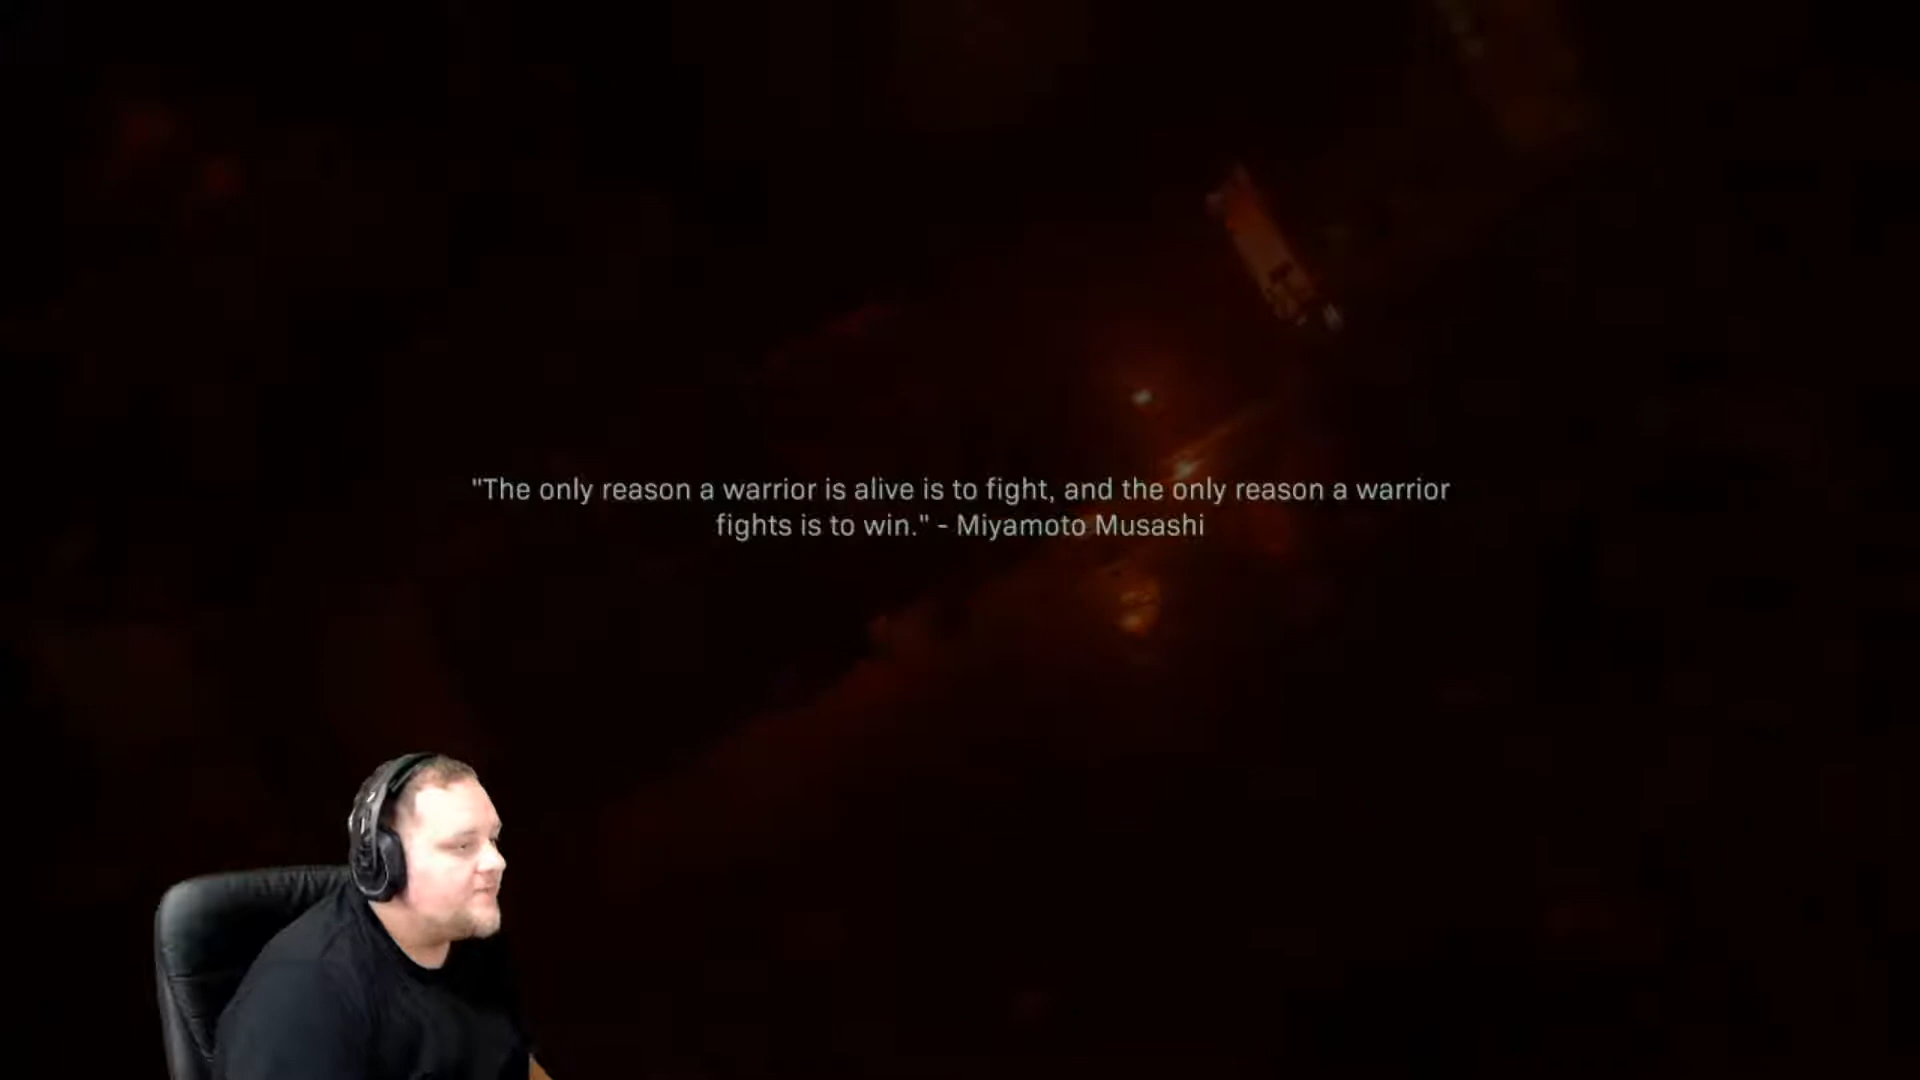 "The only reason a warrior is alive is to fight, and the only reason a warrior
fights is to win." - Miyamoto Musashi